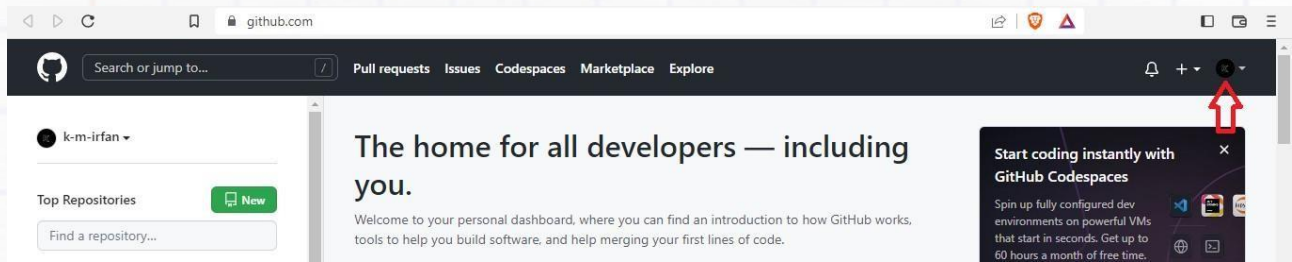 github.com
Search or jump to...
/
Pull requests Issues Codespaces Marketplace Explore
k-m-irfan
Top Repositories
New
Find a repository...
The home for all developers — including
you.
Welcome to your personal dashboard, where you can find an introduction to how GitHub works,
tools to help you build software, and help merging your first lines of code.
Start coding instantly with
GitHub Codespaces
Spin up fully configured dev
environments on powerful VMs
that start in seconds. Get up to
60 hours a month of free time.